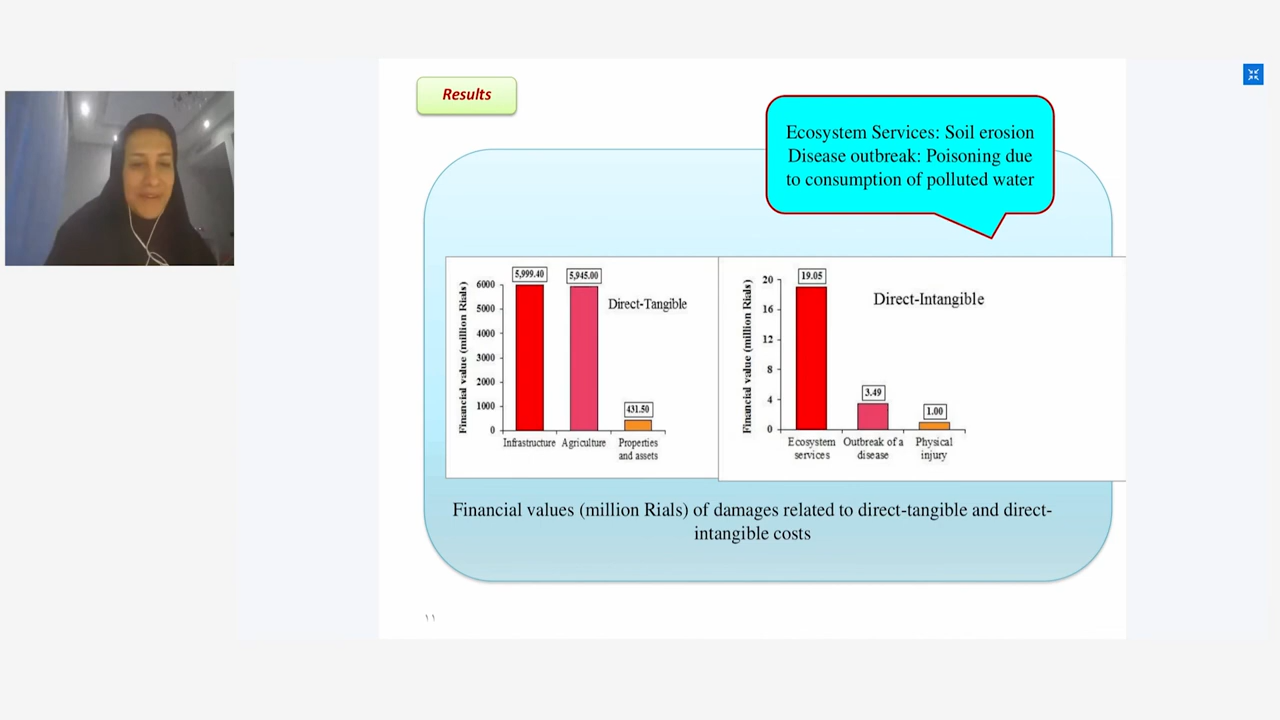 Results
Ecosystem Services: Soil erosion
Disease outbreak: Poisoning due
to consumption of polluted water
Financial value (million Rials)
6000
5000
4000
3000
2000
1000
0
5,999.40
5,945.00
431.50
Direct-Tangible
Infrastructure
Agriculture
Properties
and assets
Financial value (million Rials)
20
16
12
8
4
0
19.05
3.49
1.00
Direct-Intangible
Ecosystem
services
Outbreak of a
disease
Physical
injury
Financial values (million Rials) of damages related to direct-tangible and direct-
intangible costs
۱۱